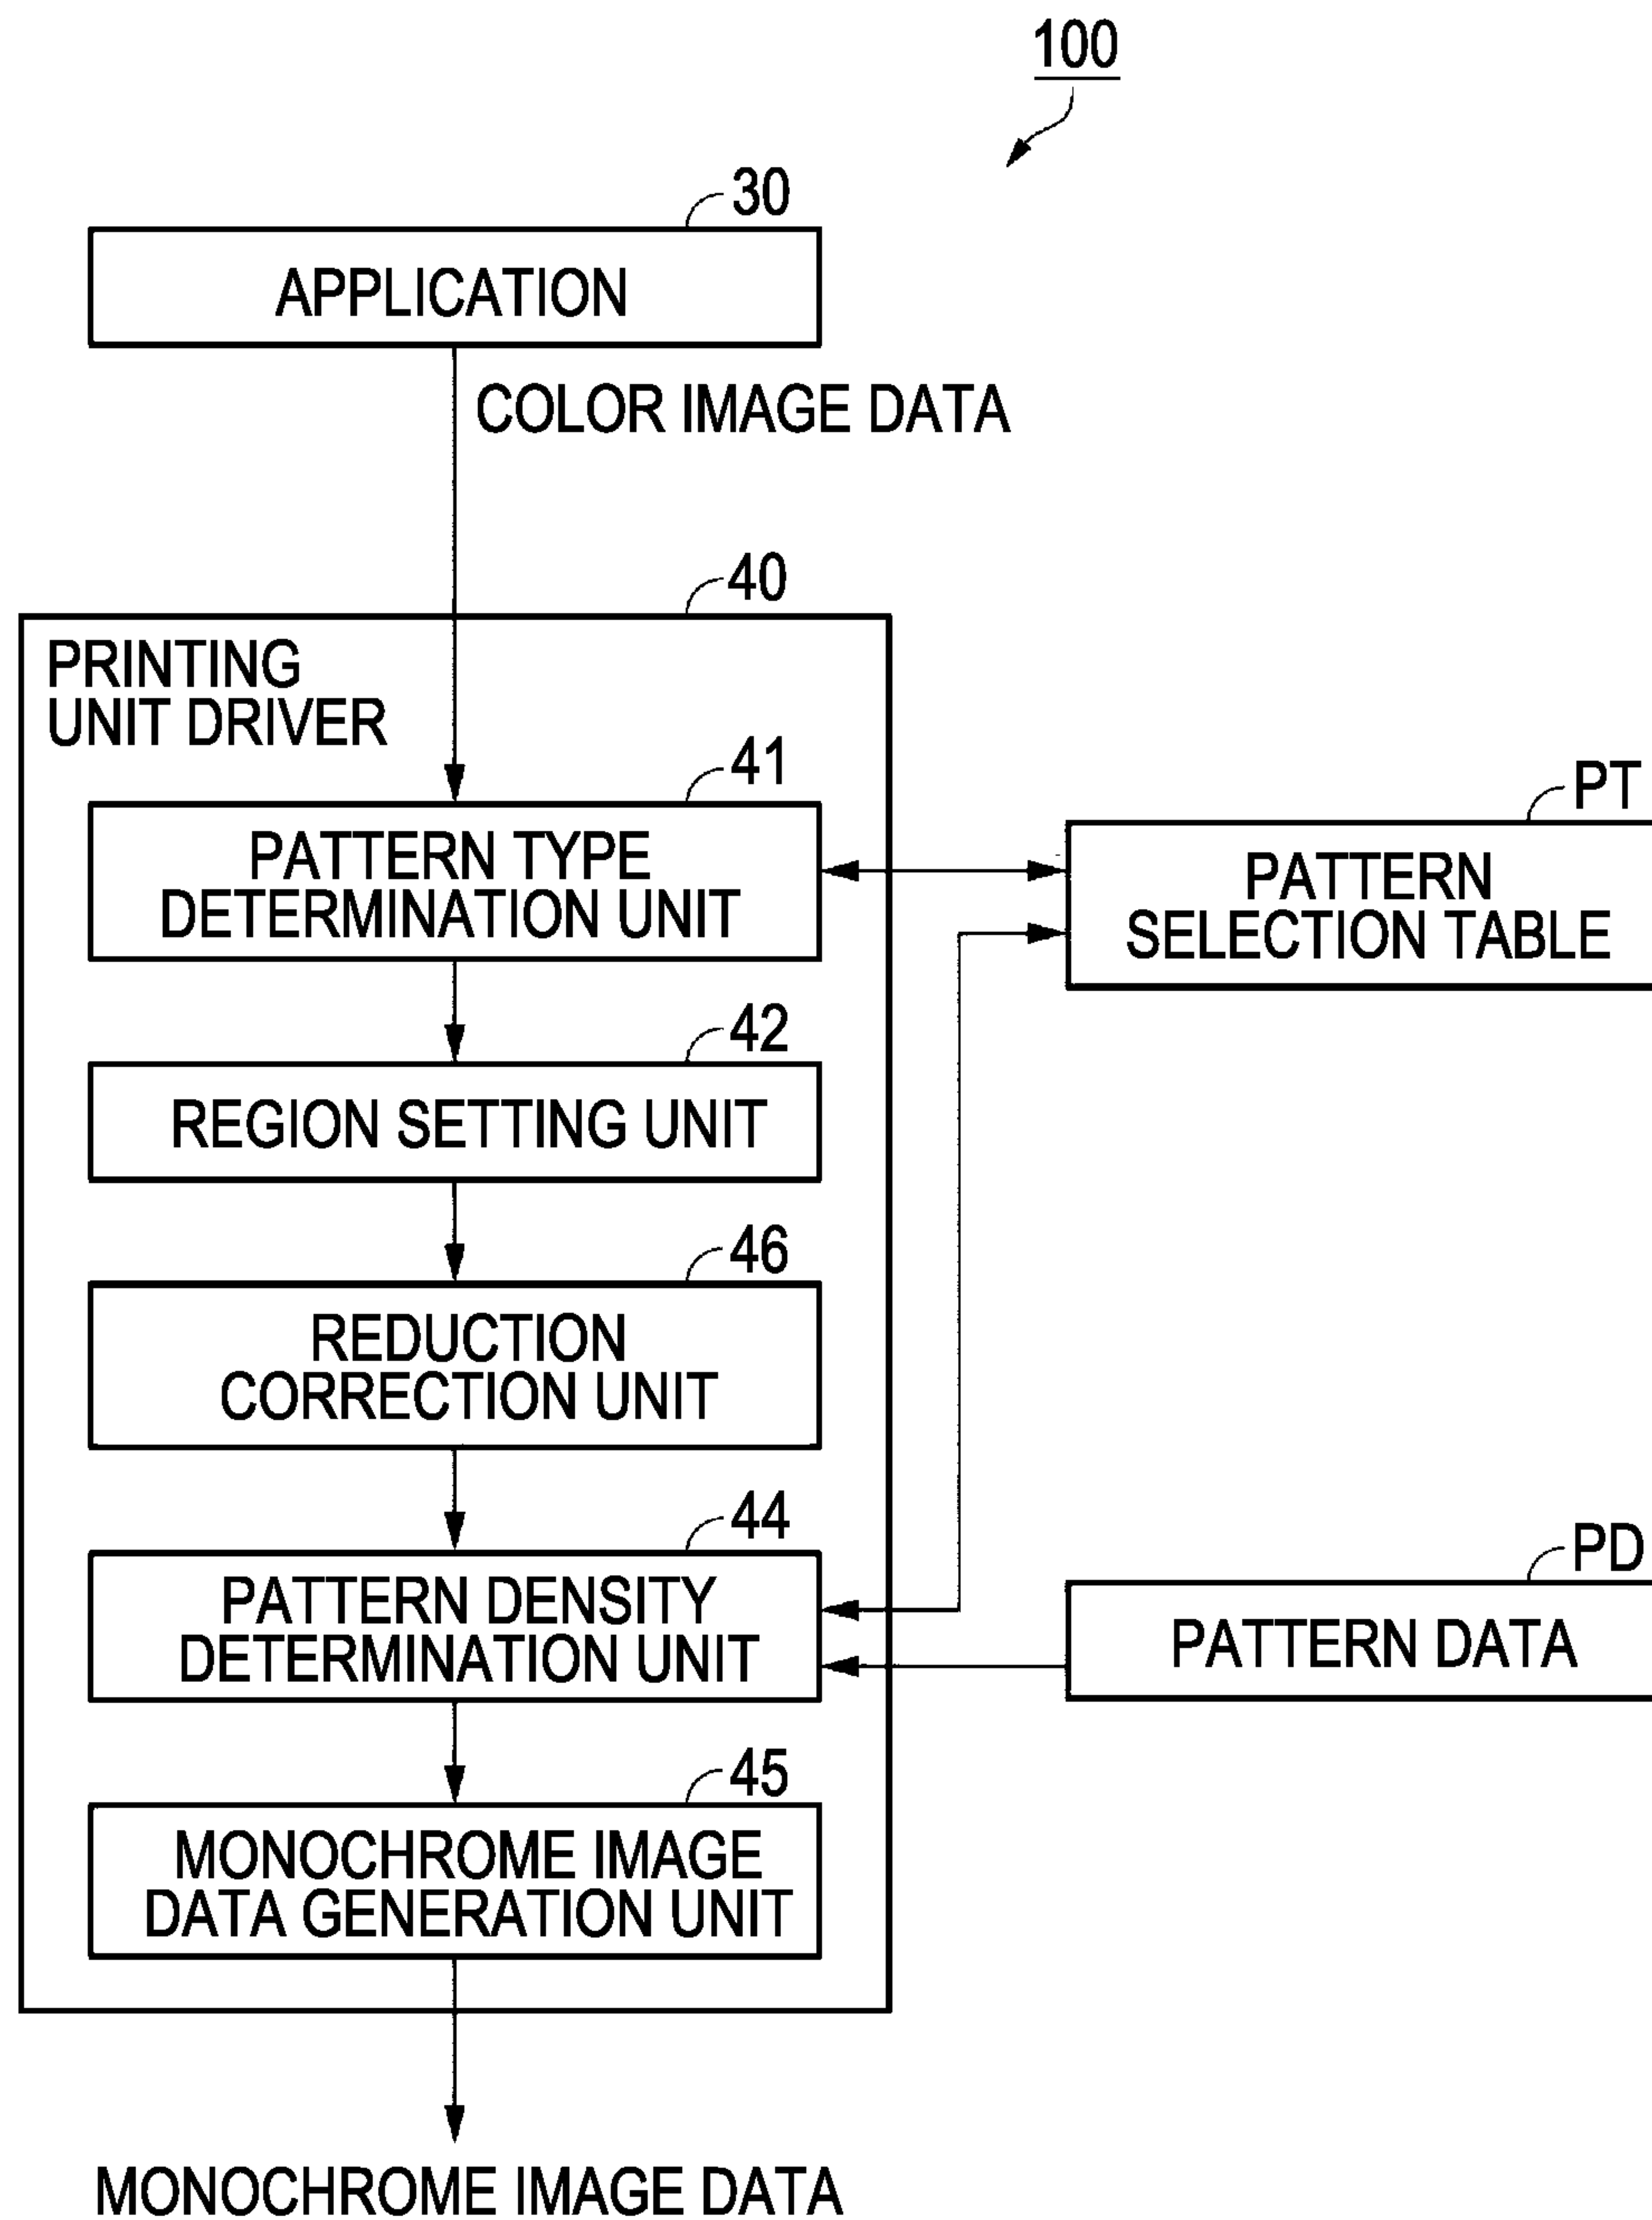 100
30
APPLICATION
COLOR IMAGE DATA
40
PRINTING
UNIT DRIVER
41
PATTERN TYPE
DETERMINATION UNIT
PT
PATTERN
SELECTION TABLE
42
REGION SETTING UNIT
46
REDUCTION
CORRECTION UNIT
44
PATTERN DENSITY
DETERMINATION UNIT
PD
PATTERN DATA
45
MONOCHROME IMAGE
DATA GENERATION UNIT
MONOCHROME IMAGE DATA